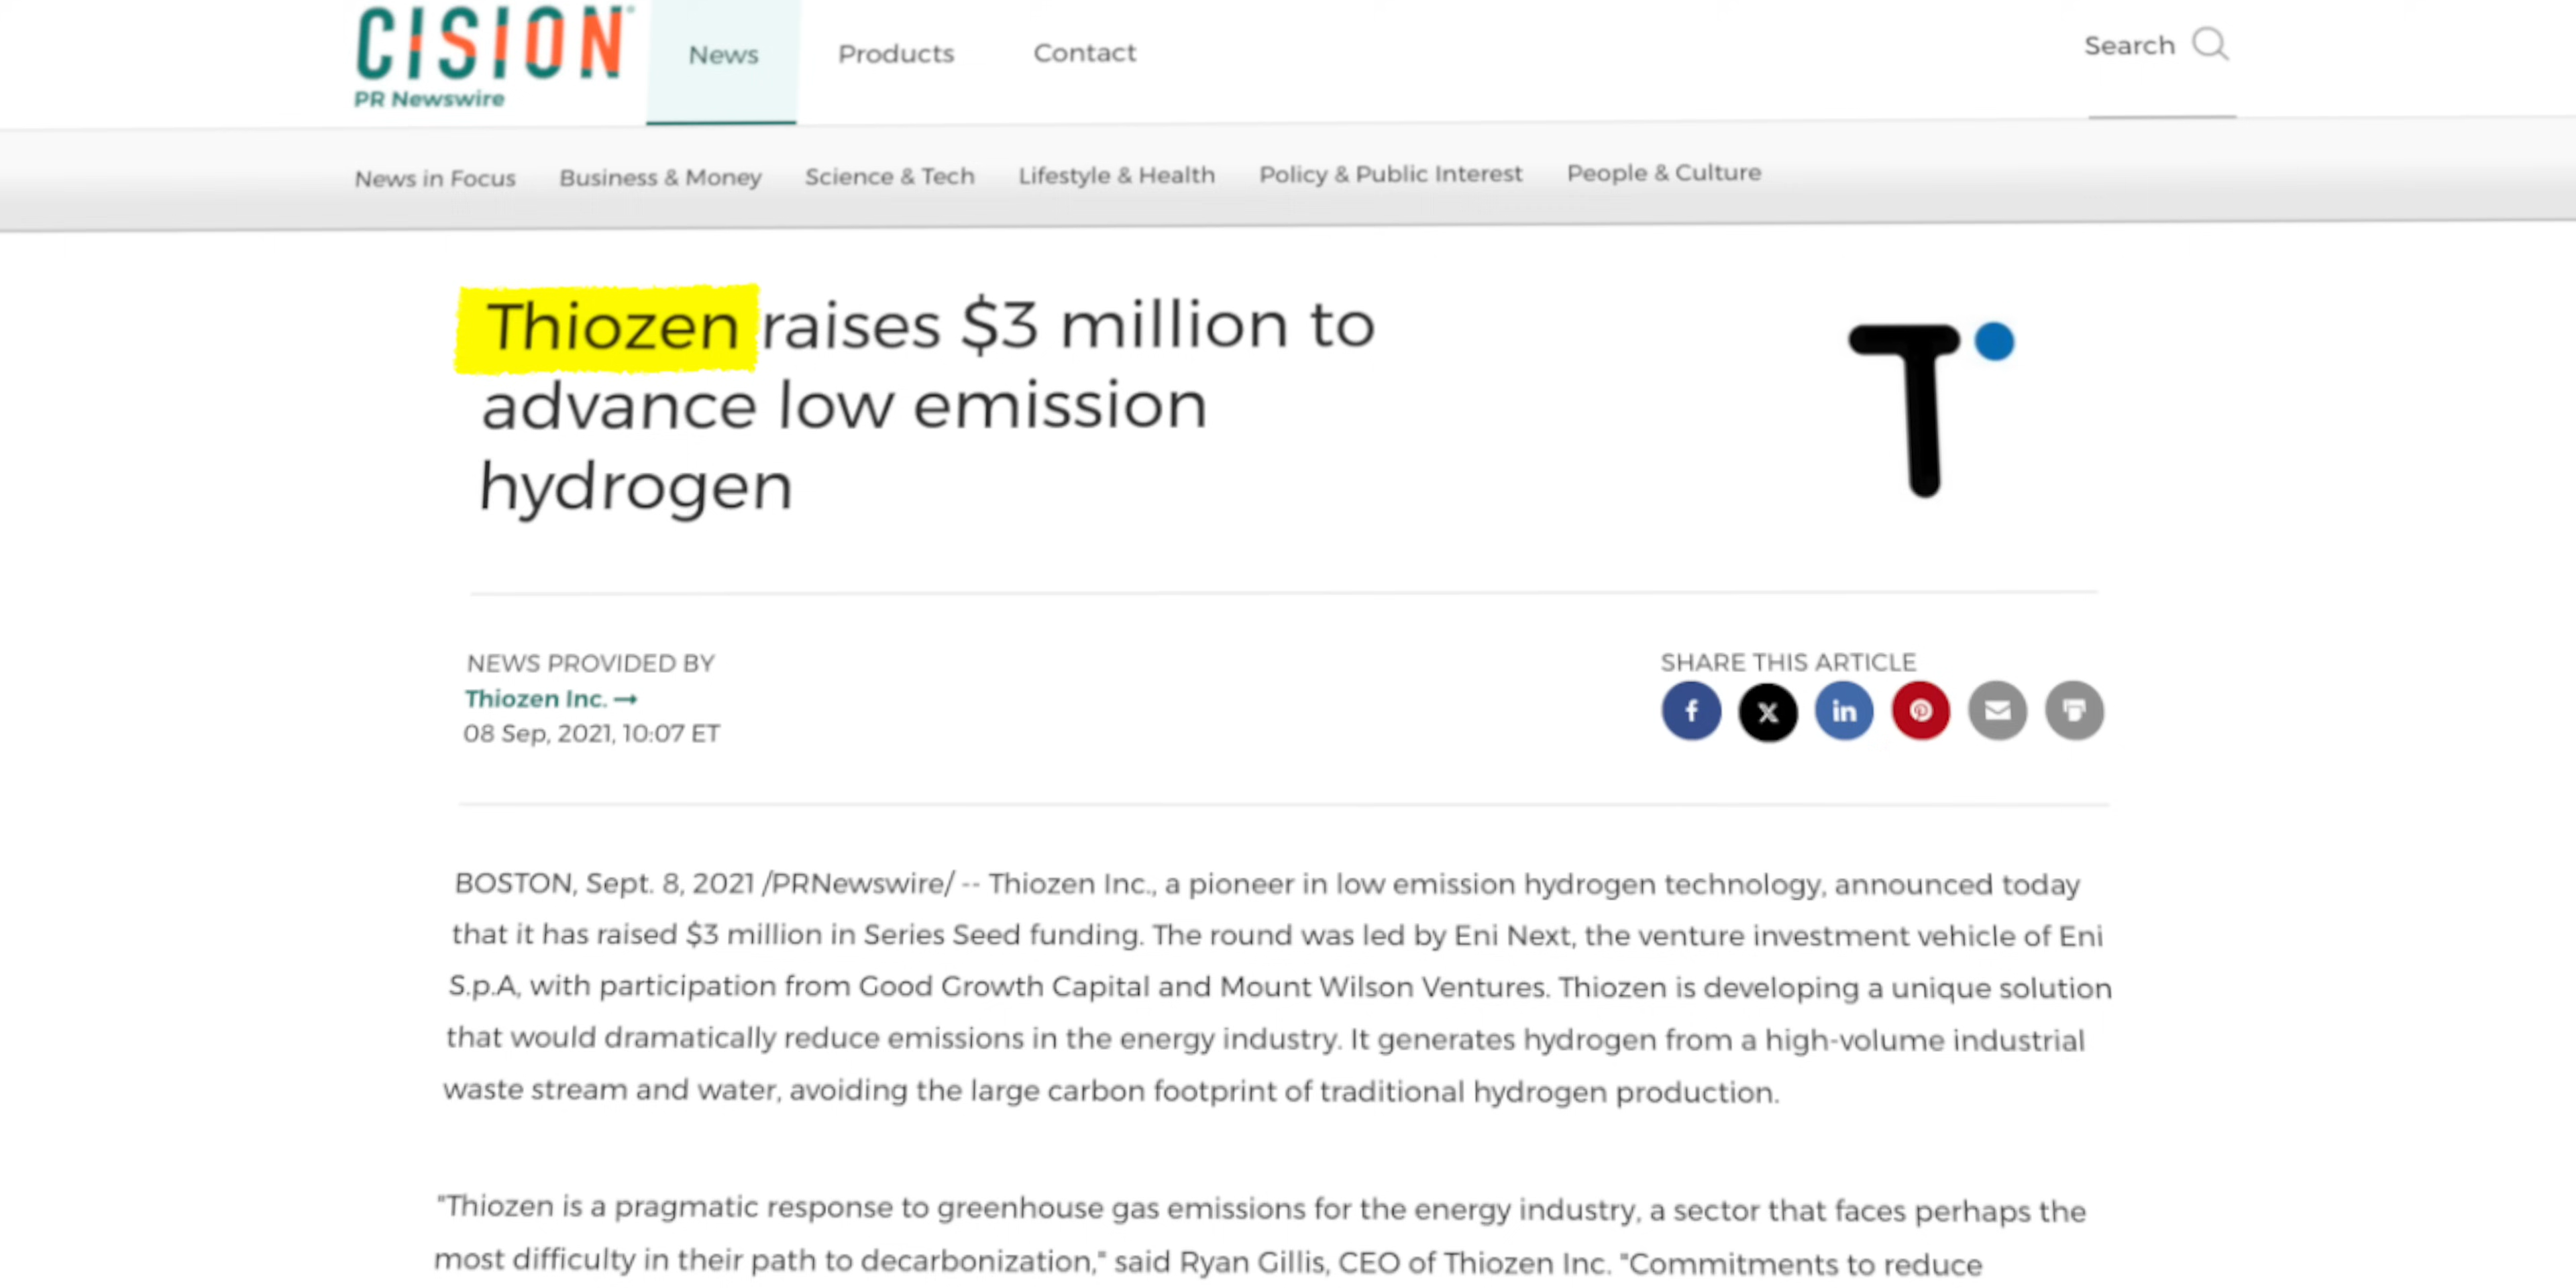 CISION
PR Newswire
News Products Contact
Search
News in Focus Business & Money Science & Tech Lifestyle & Health Policy & Public Interest People & Culture
Thiozen raises $3 million to
advance low emission
hydrogen
T
NEWS PROVIDED BY
Thiozen Inc. →
08 Sep, 2021, 10:07 ET
SHARE THIS ARTICLE
f X in
BOSTON, Sept. 8, 2021 /PRNewswire/ -- Thiozen Inc., a pioneer in low emission hydrogen technology, announced today
that it has raised $3 million in Series Seed funding. The round was led by Eni Next, the venture investment vehicle of Eni
S.p.A, with participation from Good Growth Capital and Mount Wilson Ventures. Thiozen is developing a unique solution
that would dramatically reduce emissions in the energy industry. It generates hydrogen from a high-volume industrial
waste stream and water, avoiding the large carbon footprint of traditional hydrogen production.
"Thiozen is a pragmatic response to greenhouse gas emissions for the energy industry, a sector that faces perhaps the
most difficulty in their path to decarbonization," said Ryan Gillis, CEO of Thiozen Inc. "Commitments to reduce